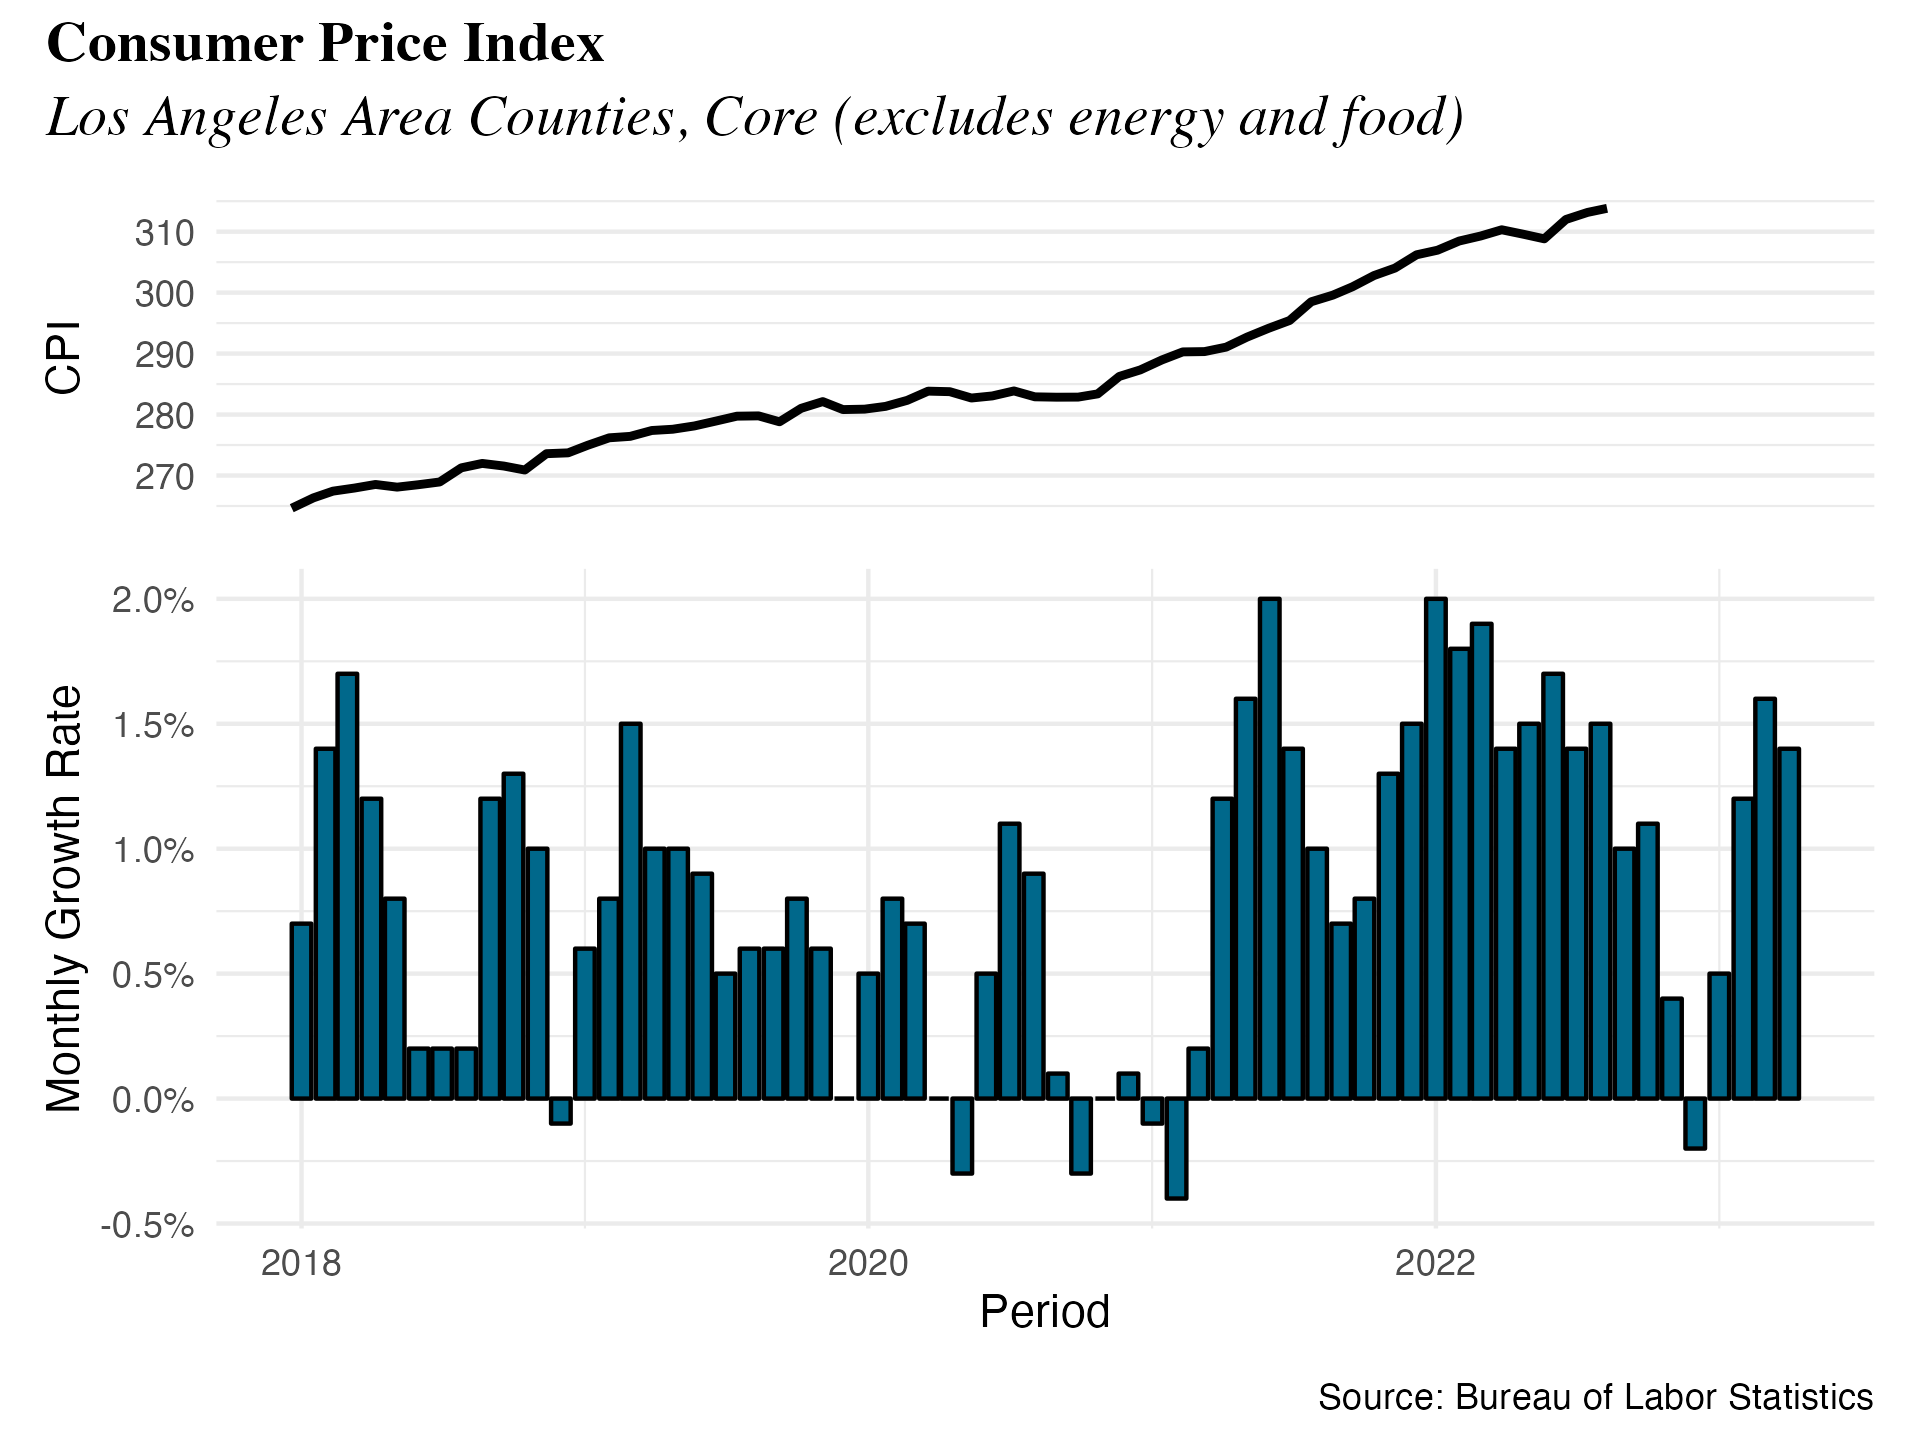 Consumer Price Index
Los Angeles Area Counties, Core (excludes energy and food)
310
300
290
280
270
CPI
2.0%
1.5%
1.0%
0.5%
0.0%
-0.5%
Monthly Growth Rate
2018 2020 2022
Period
Source: Bureau of Labor Statistics